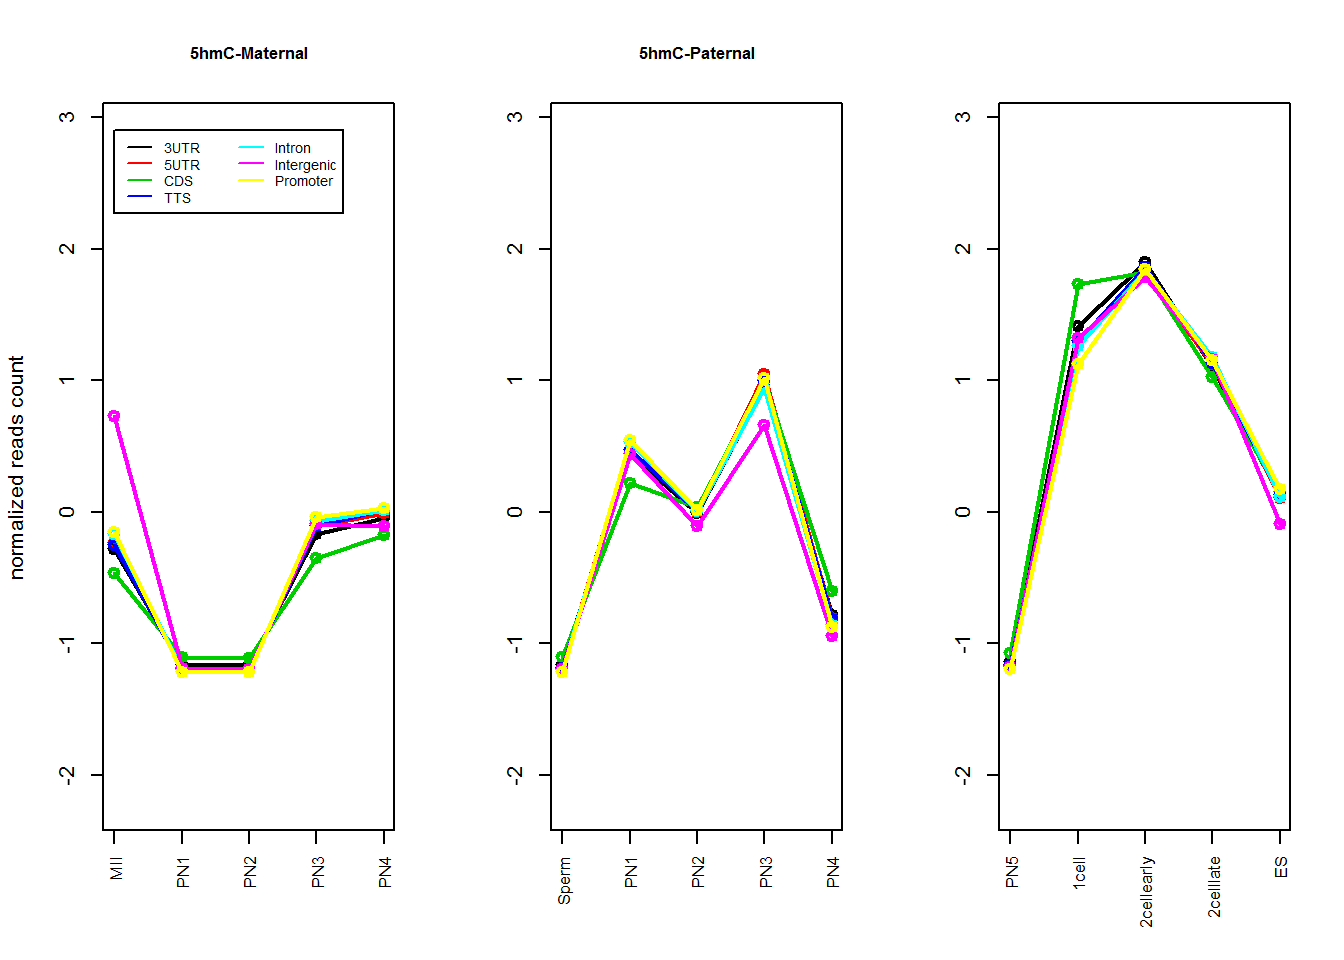 5hmC-Maternal
5hmC-Paternal
normalized reads count
3
2
1
0
-1
-2
3UTR
5UTR
CDS
TTS
Intron
Intergenic
Promoter
MII
PN1
PN2
PN3
PN4
3
2
1
0
-1
-2
Sperm
PN1
PN2
PN3
PN4
3
2
1
0
-1
-2
PN5
1cell
2cellearly
2celllate
ES